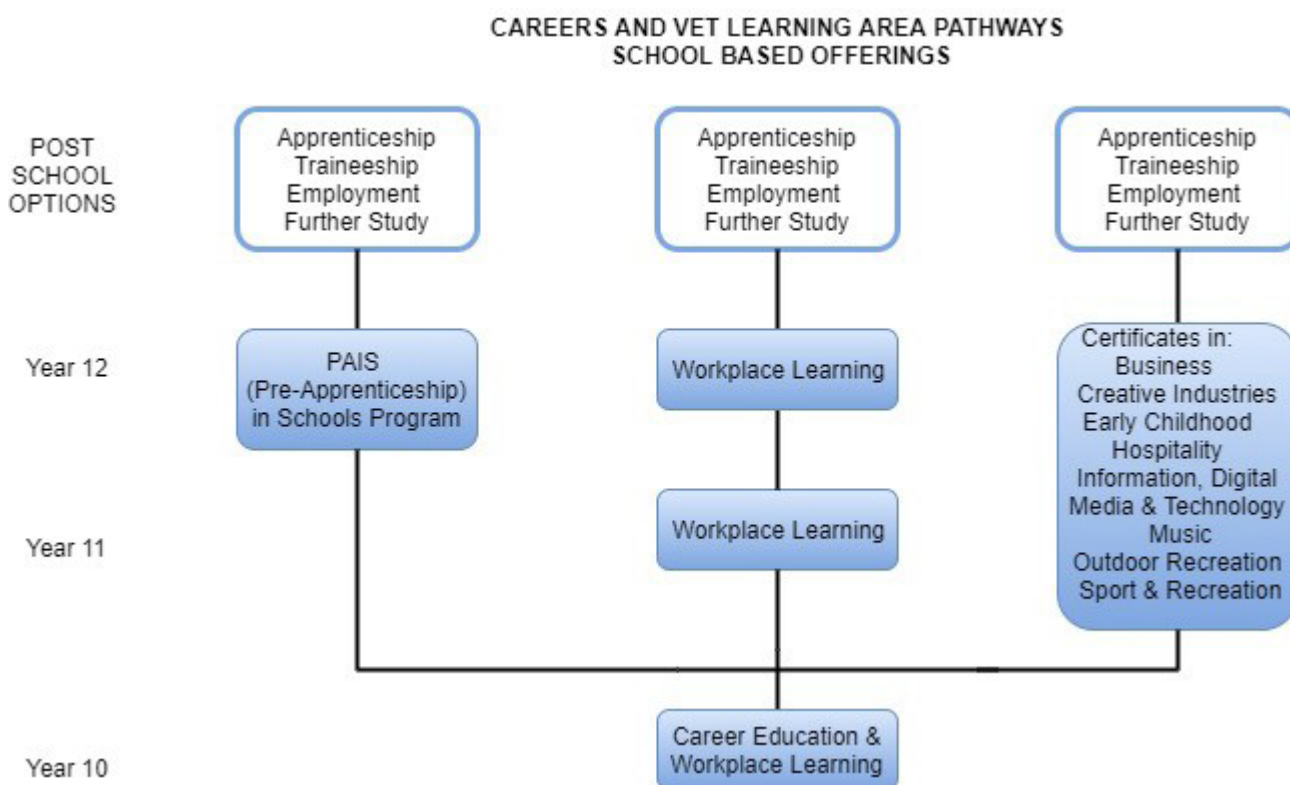 CAREERS AND VET LEARNING AREA PATHWAYS
SCHOOL BASED OFFERINGS
POST
SCHOOL
OPTIONS
Apprenticeship
Traineeship
Employment
Further Study
Apprenticeship
Traineeship
Employment
Further Study
Apprenticeship
Traineeship
Employment
Further Study
Year 12
PAIS
(Pre-Apprenticeship)
in Schools Program
Workplace Learning
Certificates in:
Business
Creative Industries
Early Childhood
Hospitality
Information, Digital
Media & Technology
Music
Outdoor Recreation
Sport & Recreation
Year 11
Workplace Learning
Year 10
Career Education &
Workplace Learning